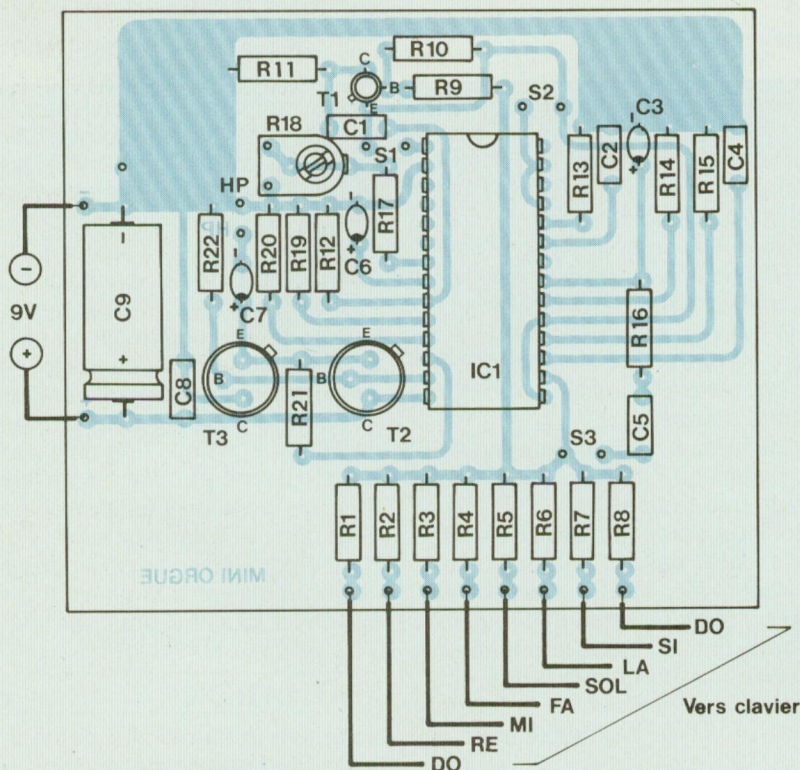 R10
C
R11
B
R9
T1
E
S2
C1
C3
-
R18
S1
+
R13
C2
R14
R15
C4
HP
HP
-
R22
R20
R19
R12
-
+
C6
R17
-
-
9V
+
C9
-
+
C7
+
R16
E
E
IC1
C8
B
R21
B
C5
T3
C
C
T2
S3
R1
R2
R3
R4
R5
R6
R7
R8
MINI ORGUE
DO
SI
LA
SOL
FA
Vers clavier
MI
RE
DO